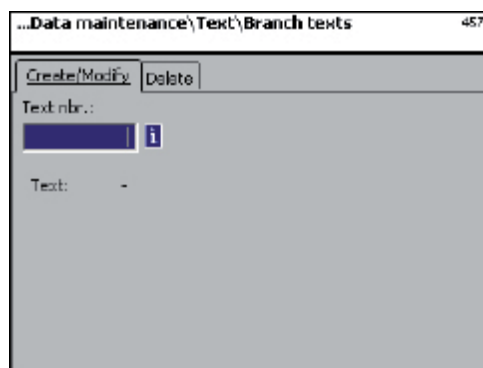 ...Data maintenance\Text\Branch texts 457
Create/Modify Delete
Text nbr.:
i
Text: -